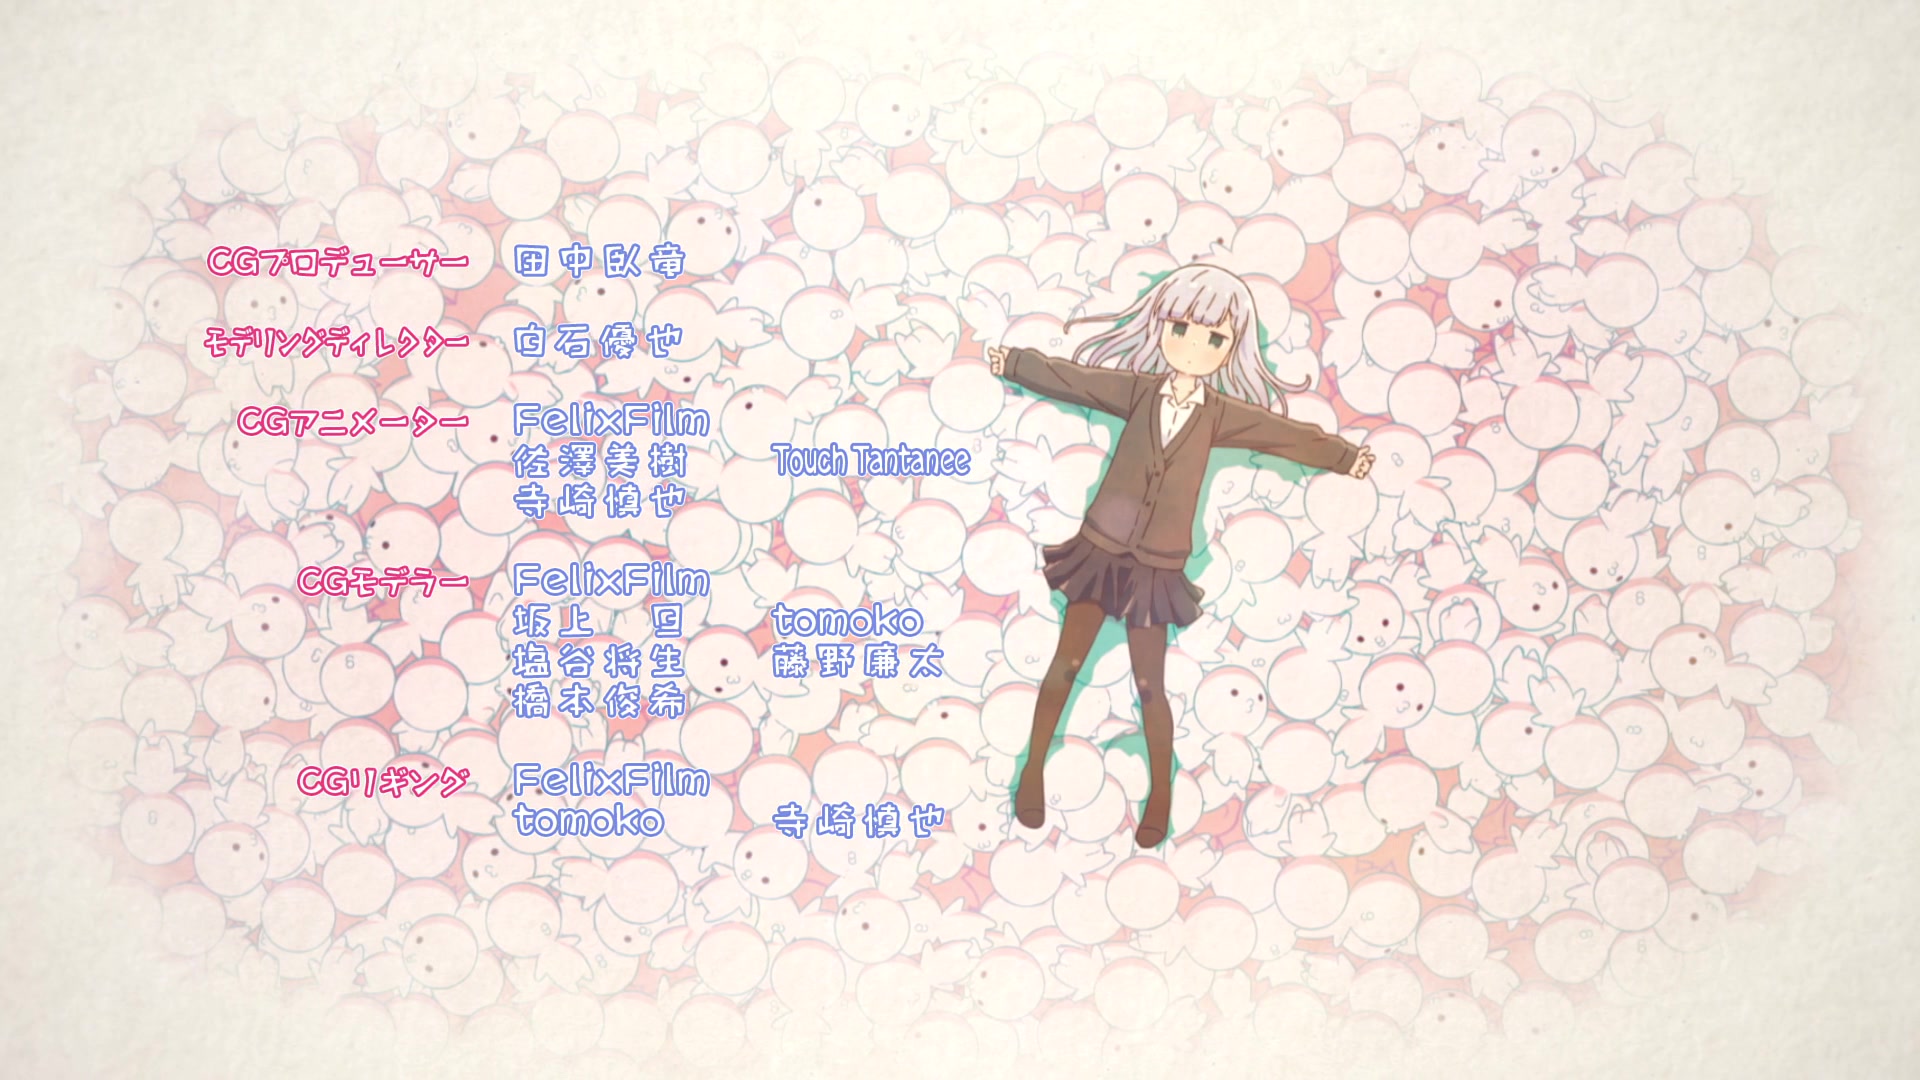 CGプロデューサー 田中臥竜
モデリングディレクター 白石優也
CGアニメーター FelixFilm
佐澤美樹 Touch Tantanee
寺崎慎也
CGモデラー FelixFilm
坂上 亘 tomoko
塩谷将生 藤野廉太
橋本俊希
CGリギング FelixFilm
tomoko 寺崎慎也